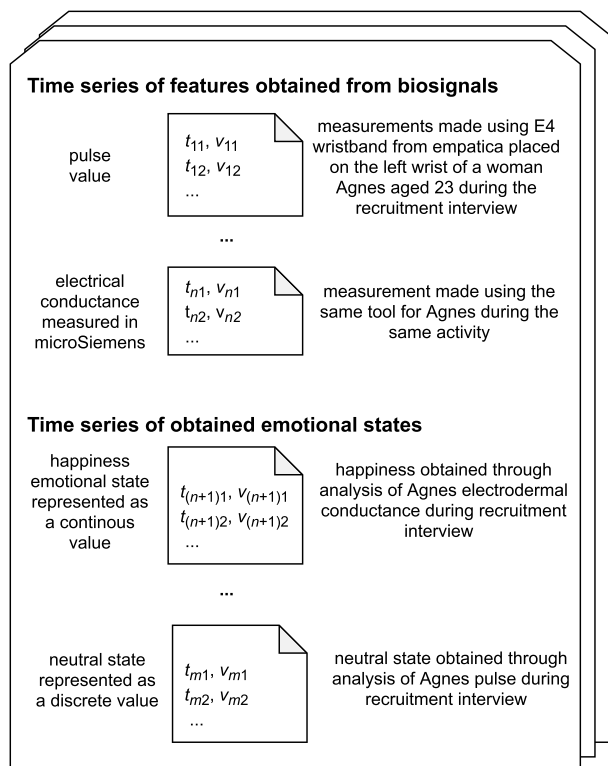 Time series of features obtained from biosignals
pulse
value
t11, v11
t12, v12
...
measurements made using E4
wristband from empatica placed
on the left wrist of a woman
Agnes aged 23 during the
recruitment interview
...
electrical
conductance
measured in
microSiemens
tn1, vn1
tn2, vn2
...
measurement made using the
same tool for Agnes during the
same activity
Time series of obtained emotional states
happiness
emotional state
represented as
a continous
value
t(n+1)1, v(n+1)1
t(n+1)2, v(n+1)2
...
happiness obtained through
analysis of Agnes electrodermal
conductance during recruitment
interview
...
neutral state
represented as
a discrete value
tm1, vm1
tm2, vm2
...
neutral state obtained through
analysis of Agnes pulse during
recruitment interview